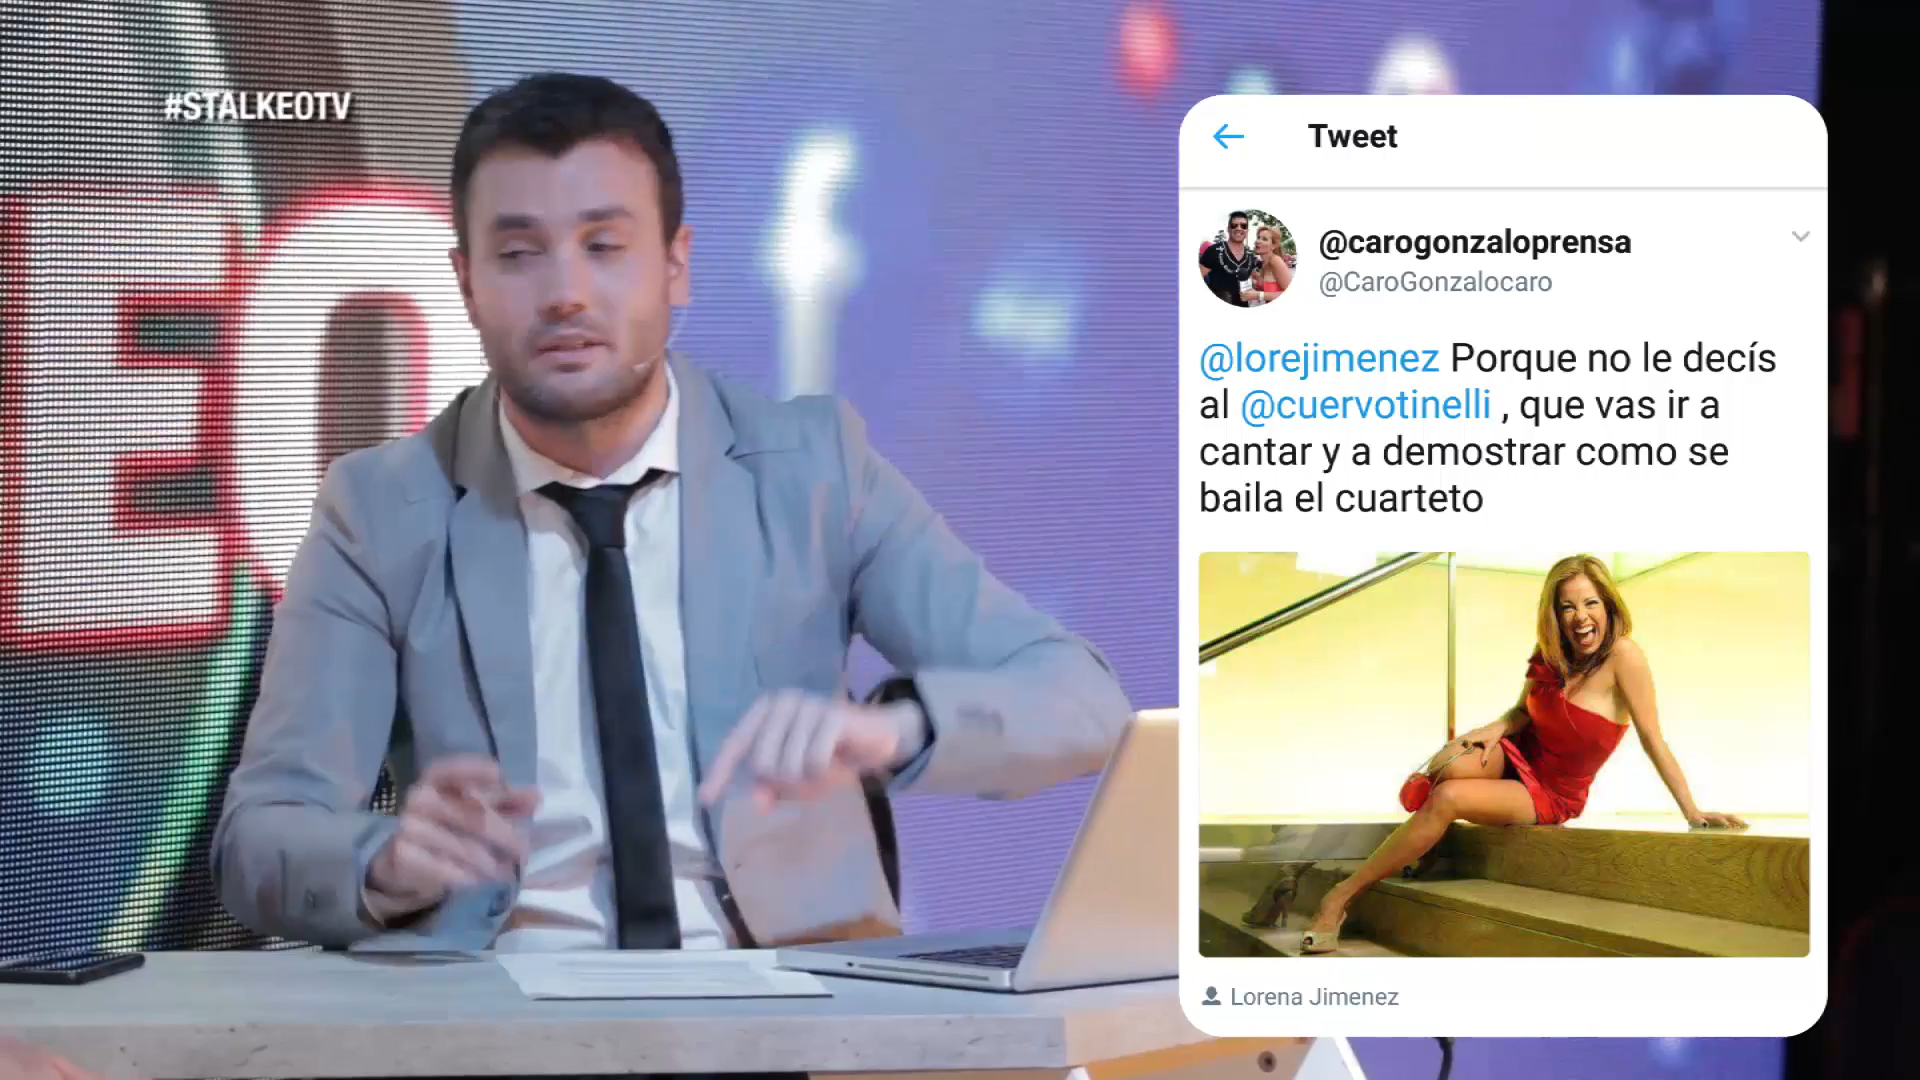 #STALKEOTV
EO
Tweet
@carogonzaloprensa
@CaroGonzalocaro
@lorejimenez Porque no le decís
al @cuervotinelli , que vas ir a
cantar y a demostrar como se
baila el cuarteto
Lorena Jimenez